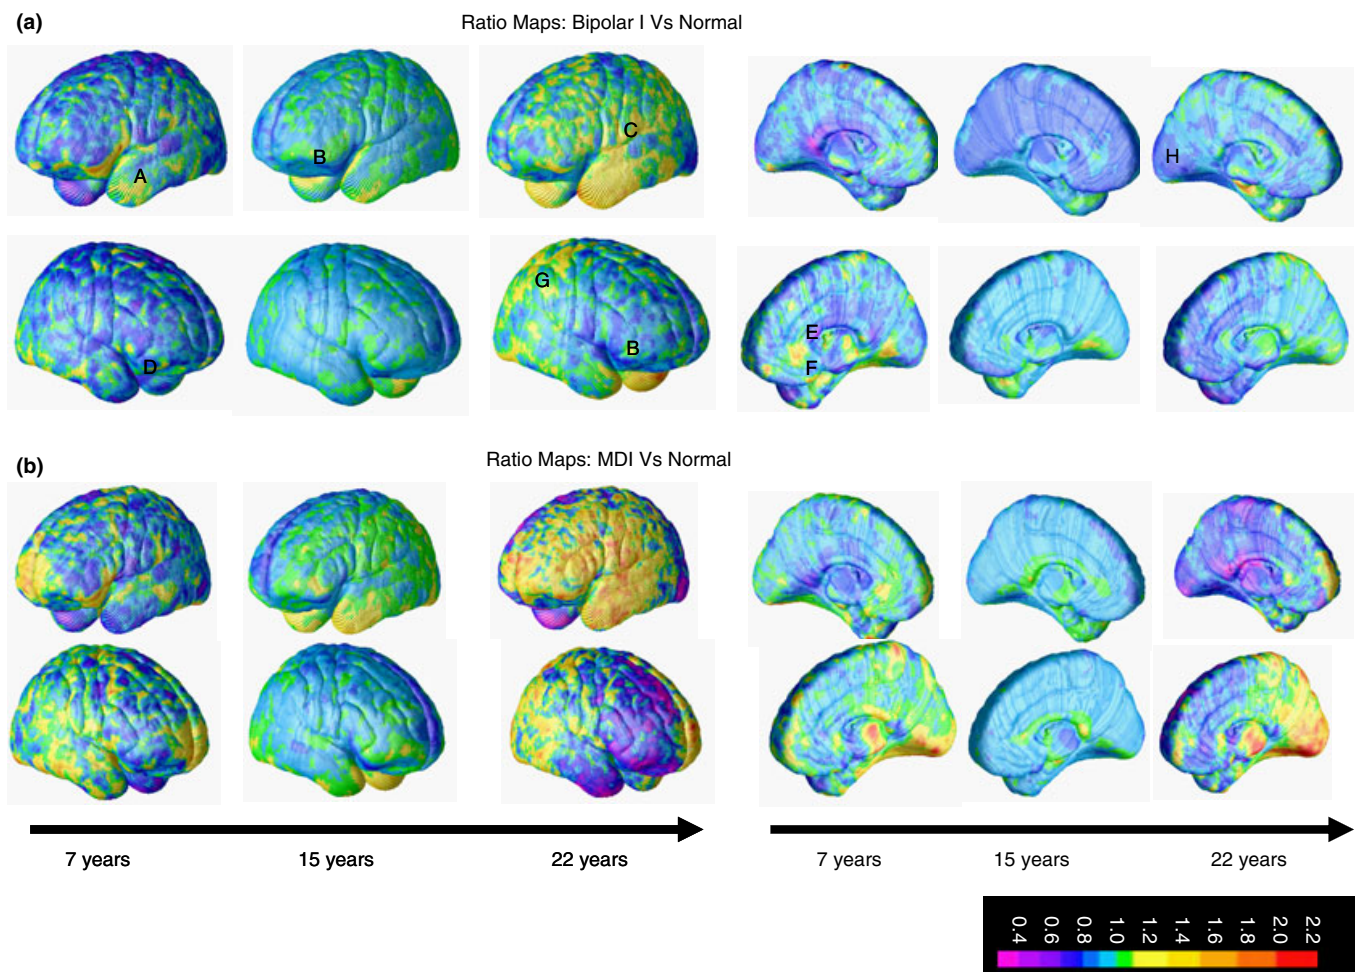 (a)
Ratio Maps: Bipolar I Vs Normal
A
B
C
H
D
G
B
E
F
(b)
Ratio Maps: MDI Vs Normal
7 years 15 years 22 years 7 years 15 years 22 years
0.4 0.6 0.8 1.0 1.2 1.4 1.6 1.8 2.0 2.2